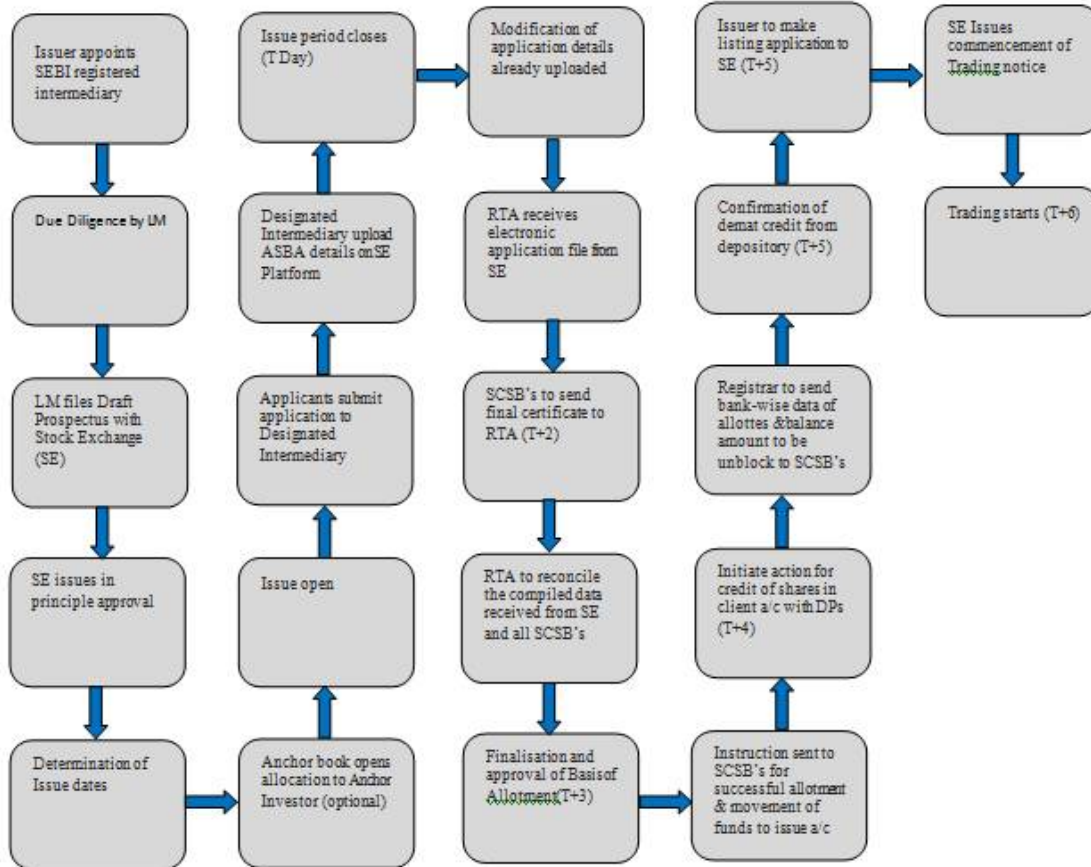 Issuer appoints
SEBI registered
intermediary
Due Diligence by LM
LM files Draft
Prospectus with
Stock Exchange
(SE)
SE issues in
principle approval
Determination of
Issue dates
Anchor book opens
allocation to Anchor
Investor (optional)
Issue open
Applicants submit
application to
Designated
Intermediary
Designated
Intermediary upload
ASBA details onSE
Platform
Issue period closes
(T Day)
Modification of
application details
already uploaded
RTA receives
electronic
application file from
SE
SCSB's to send
final certificate to
RTA (T+2)
RTA to reconcile
the compiled data
received from SE
and all SCSB's
Finalisation and
approval of Basisof
Allotment(T+3)
Instruction sent to
SCSB's for
successful allotment
& movement of
funds to issue a/c
Initiate action for
credit of shares in
client a/c with DPs
(T+4)
Registrar to send
bank-wise data of
allottes &balance
amount to be
unblock to SCSB's
Confirmation of
demat credit from
depository (T+5)
Issuer to make
listing application to
SE (T+5)
SE Issues
commencement of
Trading notice
Trading starts (T+6)